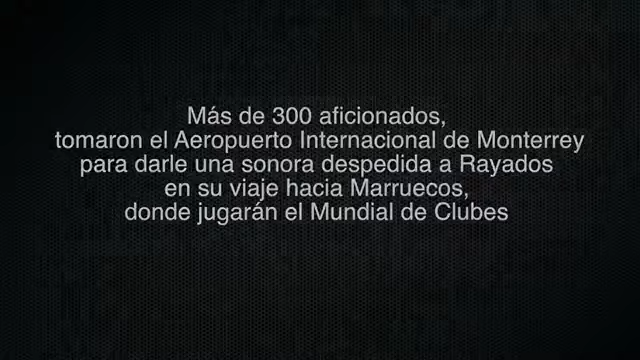 Más de 300 aficionados,
tomaron el Aeropuerto Internacional de Monterrey
para darle una sonora despedida a Rayados
en su viaje hacia Marruecos,
donde jugarán el Mundial de Clubes